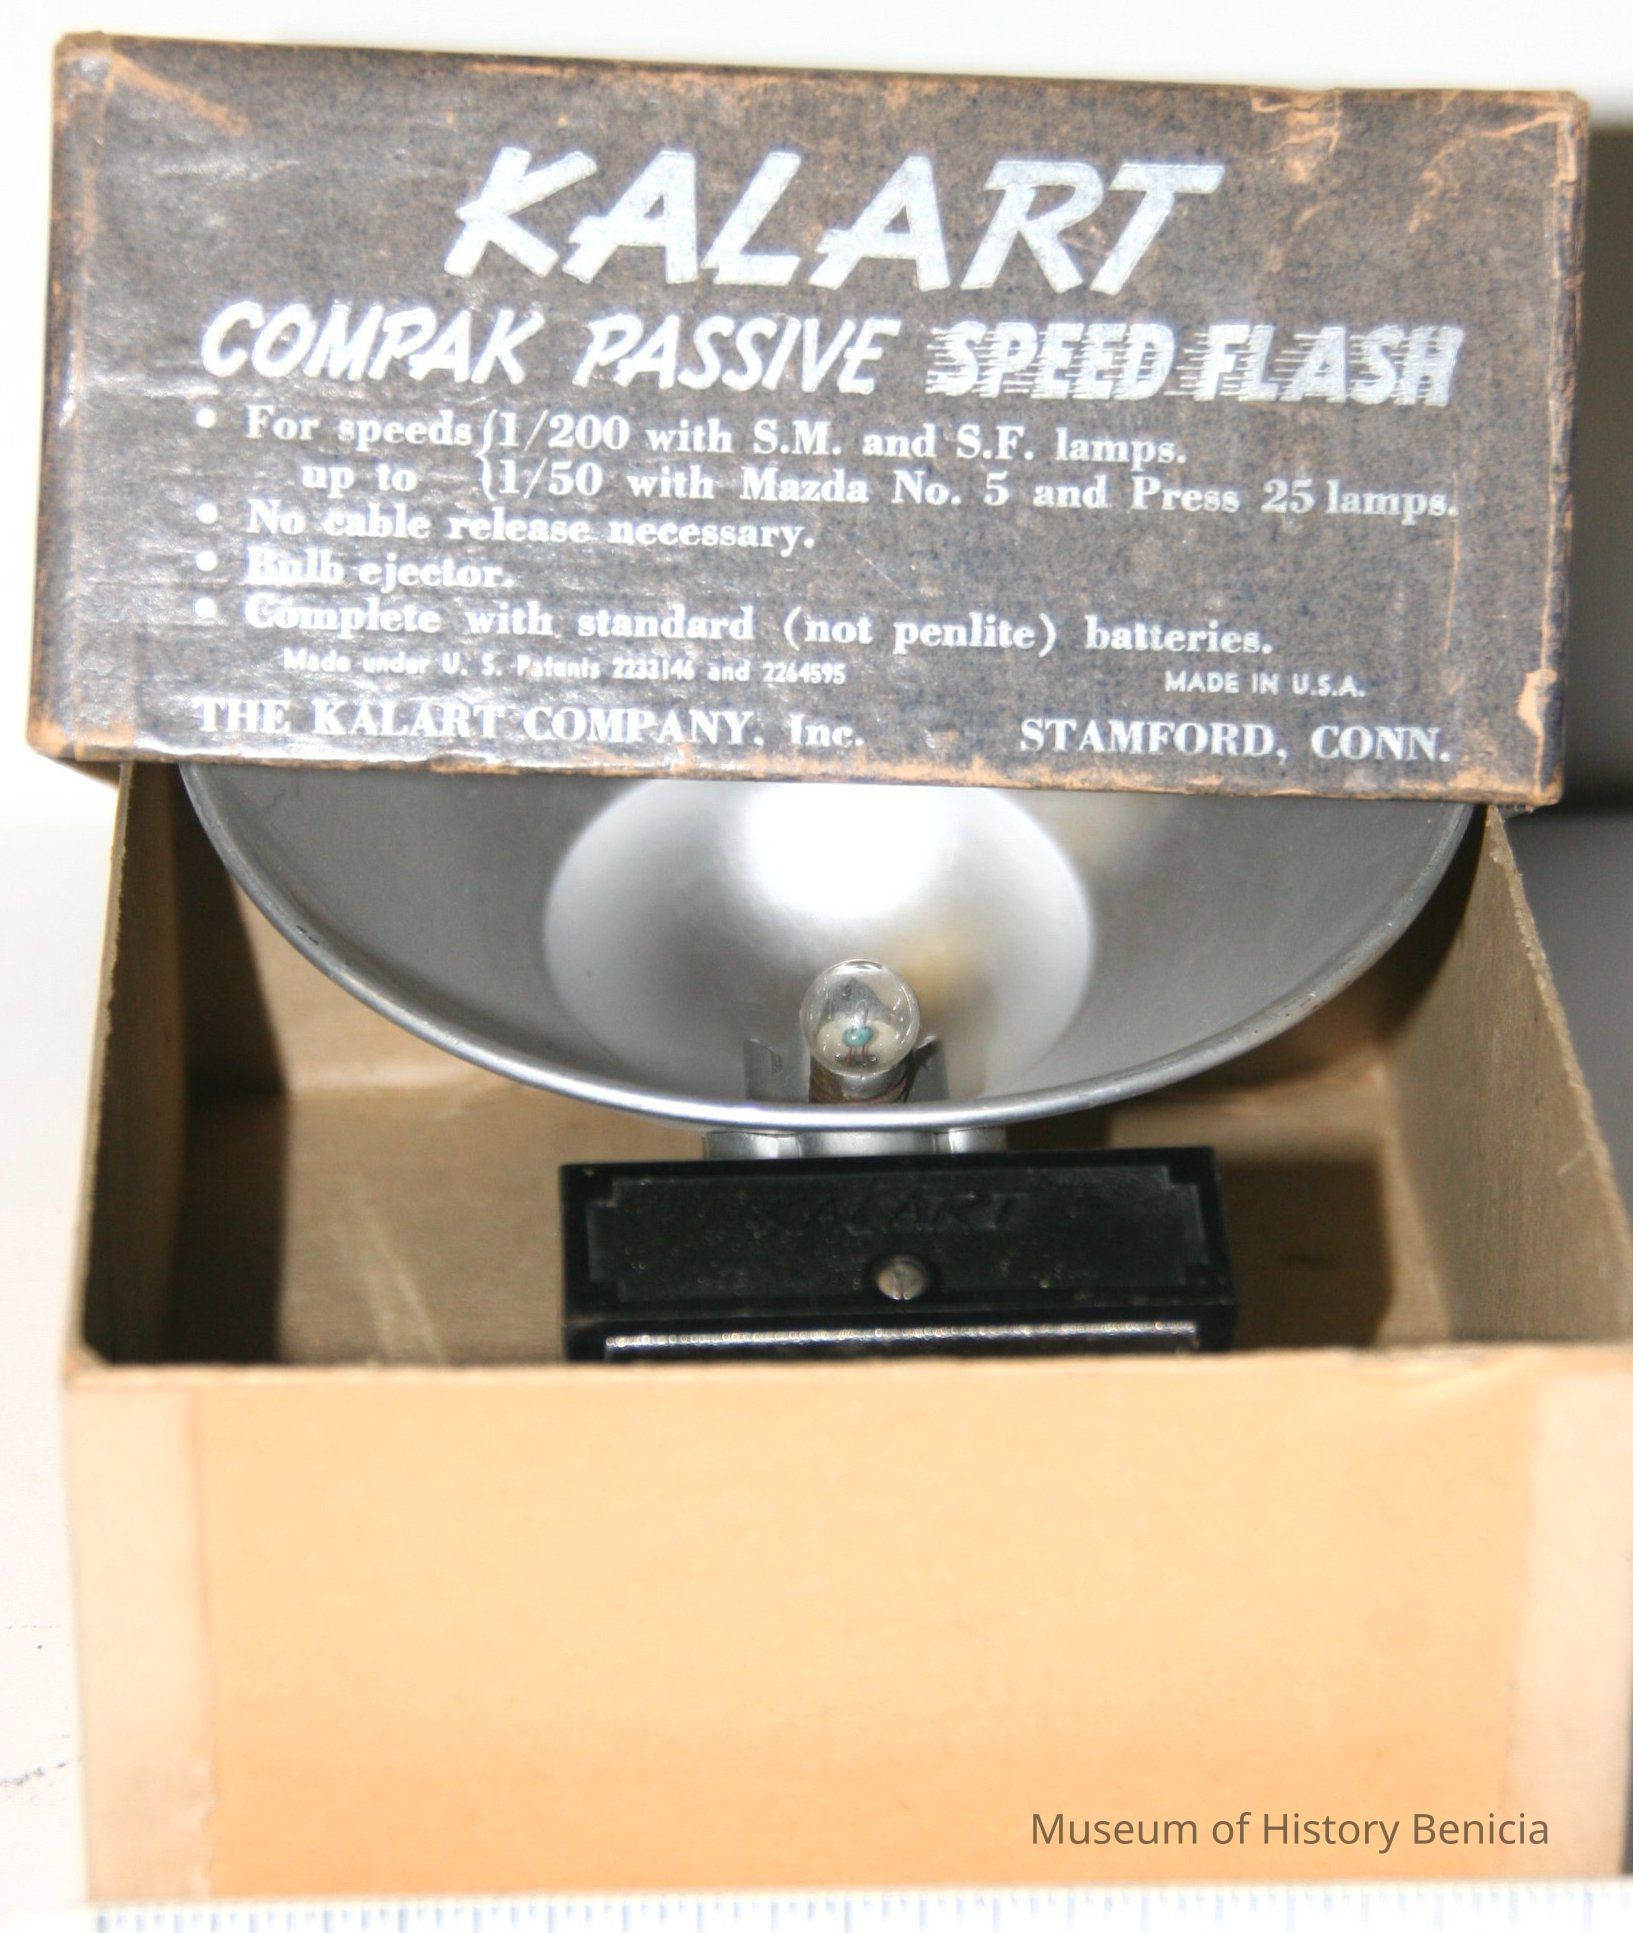 KALART
COMPAK PASSIVE SPEED FLASH
• For speeds {1/200 with S.M. and S.F. lamps.
up to {1/50 with Mazda No. 5 and Press 25 lamps.
• No cable release necessary.
• Bulb ejector.
• Complete with standard (not penlite) batteries.
Made under U. S. Patents 2233146 and 2264595
MADE IN U.S.A.
THE KALART COMPANY, Inc. STAMFORD, CONN.
KALART
Museum of History Benicia